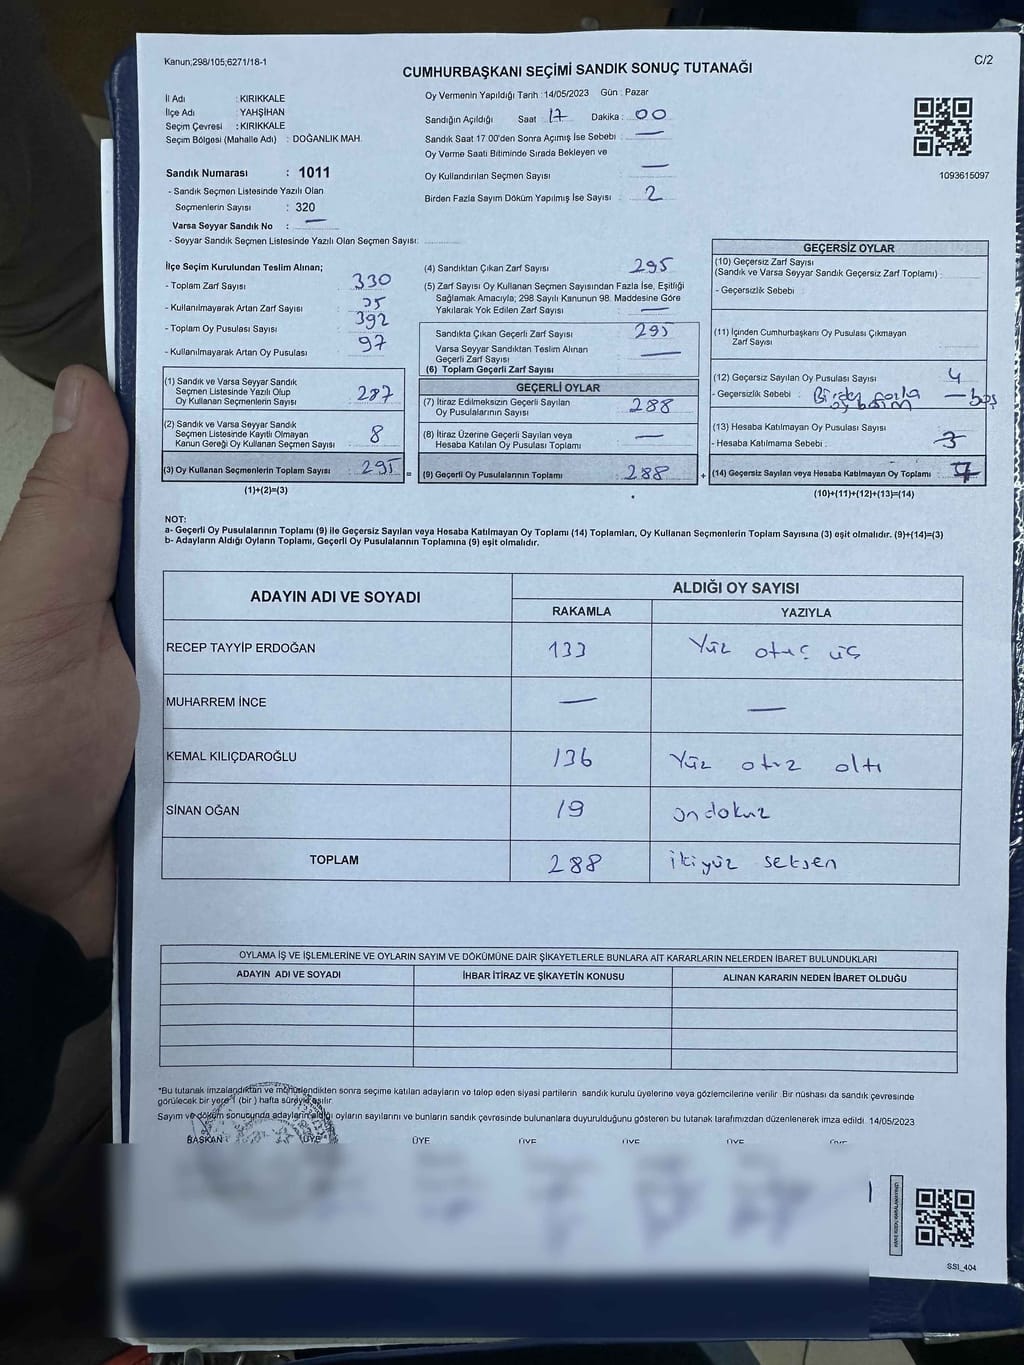 Kanun;298/105;6271/18-1
C/2
CUMHURBAŞKANI SEÇİMİ SANDIK SONUÇ TUTANAĞI
İl Adı : KIRIKKALE
İlçe Adı : YAHŞİHAN
Seçim Çevresi : KIRIKKALE
Seçim Bölgesi (Mahalle Adı) : DOĞANLIK MAH.
Oy Vermenin Yapıldığı Tarih :14/05/2023 Gün : Pazar
Sandığın Açıldığı Saat 17 Dakika : 00
Sandık Saat 17.00'den Sonra Açımış İse Sebebi : —
Oy Verme Saati Bitiminde Sırada Bekleyen ve
Oy Kullandırılan Seçmen Sayısı —
Birden Fazla Sayım Döküm Yapılmış İse Sayısı : 2
1093615097
Sandık Numarası : 1011
- Sandık Seçmen Listesinde Yazılı Olan
Seçmenlerin Sayısı : 320
Varsa Seyyar Sandık No : —
- Seyyar Sandık Seçmen Listesinde Yazılı Olan Seçmen Sayısı:
İlçe Seçim Kurulundan Teslim Alınan;
- Toplam Zarf Sayısı : 330
- Kullanılmayarak Artan Zarf Sayısı : 35
- Toplam Oy Pusulası Sayısı : 392
- Kullanılmayarak Artan Oy Pusulası : 97
(1) Sandık ve Varsa Seyyar Sandık
Seçmen Listesinde Yazılı Olup
Oy Kullanan Seçmenlerin Sayısı : 287
(2) Sandık ve Varsa Seyyar Sandık
Seçmen Listesinde Kayıtlı Olmayan
Kanun Gereği Oy Kullanan Seçmen Sayısı : 8
(3) Oy Kullanan Seçmenlerin Toplam Sayısı : 295
(1)+(2)=(3)
=
(4) Sandıktan Çıkan Zarf Sayısı : 295
(5) Zarf Sayısı Oy Kullanan Seçmen Sayısından Fazla İse, Eşitliği
Sağlamak Amacıyla; 298 Sayılı Kanunun 98. Maddesine Göre
Yakılarak Yok Edilen Zarf Sayısı : —
Sandıkta Çıkan Geçerli Zarf Sayısı : 295
Varsa Seyyar Sandıktan Teslim Alınan
Geçerli Zarf Sayısı : —
(6) Toplam Geçerli Zarf Sayısı
GEÇERLİ OYLAR
(7) İtiraz Edilmeksizin Geçerli Sayılan
Oy Pusulalarının Sayısı : 288
(8) İtiraz Üzerine Geçerli Sayılan veya
Hesaba Katılan Oy Pusulası Toplamı : —
(9) Geçerli Oy Pusulalarının Toplamı : 288
+
GEÇERSİZ OYLAR
(10) Geçersiz Zarf Sayısı
(Sandık ve Varsa Seyyar Sandık Geçersiz Zarf Toplamı) :
- Geçersizlik Sebebi :
(11) İçinden Cumhurbaşkanı Oy Pusulası Çıkmayan
Zarf Sayısı
(12) Geçersiz Sayılan Oy Pusulası Sayısı : 4
- Geçersizlik Sebebi : Birden fazla — boş
(13) Hesaba Katılmayan Oy Pusulası Sayısı
- Hesaba Katılmama Sebebi : 3
(14) Geçersiz Sayılan veya Hesaba Katılmayan Oy Toplamı : 7
(10)+(11)+(12)+(13)=(14)
NOT:
a- Geçerli Oy Pusulalarının Toplamı (9) ile Geçersiz Sayılan veya Hesaba Katılmayan Oy Toplamı (14) Toplamları, Oy Kullanan Seçmenlerin Toplam Sayısına (3) eşit olmalıdır. (9)+(14)=(3)
b- Adayların Aldığı Oyların Toplamı, Geçerli Oy Pusulalarının Toplamına (9) eşit olmalıdır.
ADAYIN ADI VE SOYADI
ALDIĞI OY SAYISI
RAKAMLA YAZIYLA
RECEP TAYYİP ERDOĞAN 133 Yüz otuz üç
MUHARREM İNCE — —
KEMAL KILIÇDAROĞLU 136 Yüz otuz altı
SİNAN OĞAN 19 ondokuz
TOPLAM 288 ikiyüz seksen
OYLAMA İŞ VE İŞLEMLERİNE VE OYLARIN SAYIM VE DÖKÜMÜNE DAİR ŞİKAYETLERLE BUNLARA AİT KARARLARIN NELERDEN İBARET BULUNDUKLARI
ADAYIN ADI VE SOYADI İHBAR İTİRAZ VE ŞİKAYETİN KONUSU ALINAN KARARIN NEDEN İBARET OLDUĞU
*Bu tutanak imzalandıktan ve mühürlendikten sonra seçime katılan adayların ve talep eden siyasi partilerin sandık kurulu üyelerine veya gözlemcilerine verilir. Bir nüshası da sandık çevresinde
görülecek bir yere 1 (bir) hafta süreyle asılır.
Sayım ve döküm sonucunda adayların aldığı oyların sayılarını ve bunların sandık çevresinde bulunanlara duyurulduğunu gösteren bu tutanak tarafımızdan düzenlenerek imza edildi. 14/05/2023
BAŞKAN ÜYE ÜYE ÜYE ÜYE ÜYE ÜYE
SSI_404